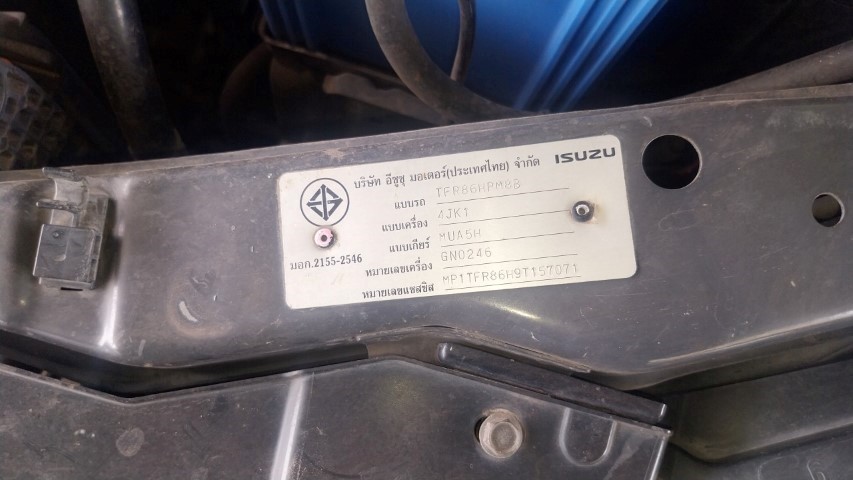 บริษัท อีซูซุ มอเตอร์(ประเทศไทย) จำกัด ISUZU
แบบรถ TFR86HPM8B
แบบเครื่อง 4JK1
แบบเกียร์ MUA5H
มอก.2155-2546
หมายเลขเครื่อง GN0246
หมายเลขแชสซิส MP1TFR86H9T157071